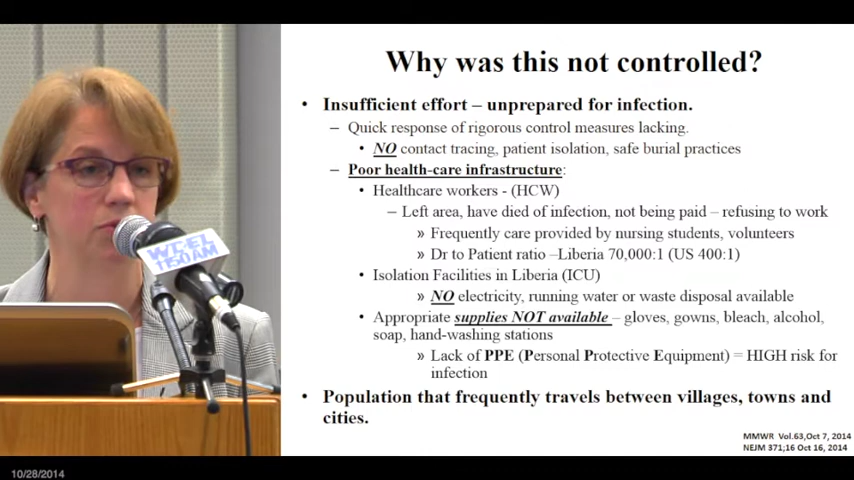 Why was this not controlled?
• Insufficient effort – unprepared for infection.
– Quick response of rigorous control measures lacking.
• NO contact tracing, patient isolation, safe burial practices
– Poor health-care infrastructure:
• Healthcare workers - (HCW)
– Left area, have died of infection, not being paid – refusing to work
» Frequently care provided by nursing students, volunteers
» Dr to Patient ratio –Liberia 70,000:1 (US 400:1)
• Isolation Facilities in Liberia (ICU)
» NO electricity, running water or waste disposal available
• Appropriate supplies NOT available – gloves, gowns, bleach, alcohol,
soap, hand-washing stations
» Lack of PPE (Personal Protective Equipment) = HIGH risk for
infection
• Population that frequently travels between villages, towns and
cities.
MMWR Vol.63,Oct 7, 2014
NEJM 371;16 Oct 16, 2014
1150AM
10/28/2014